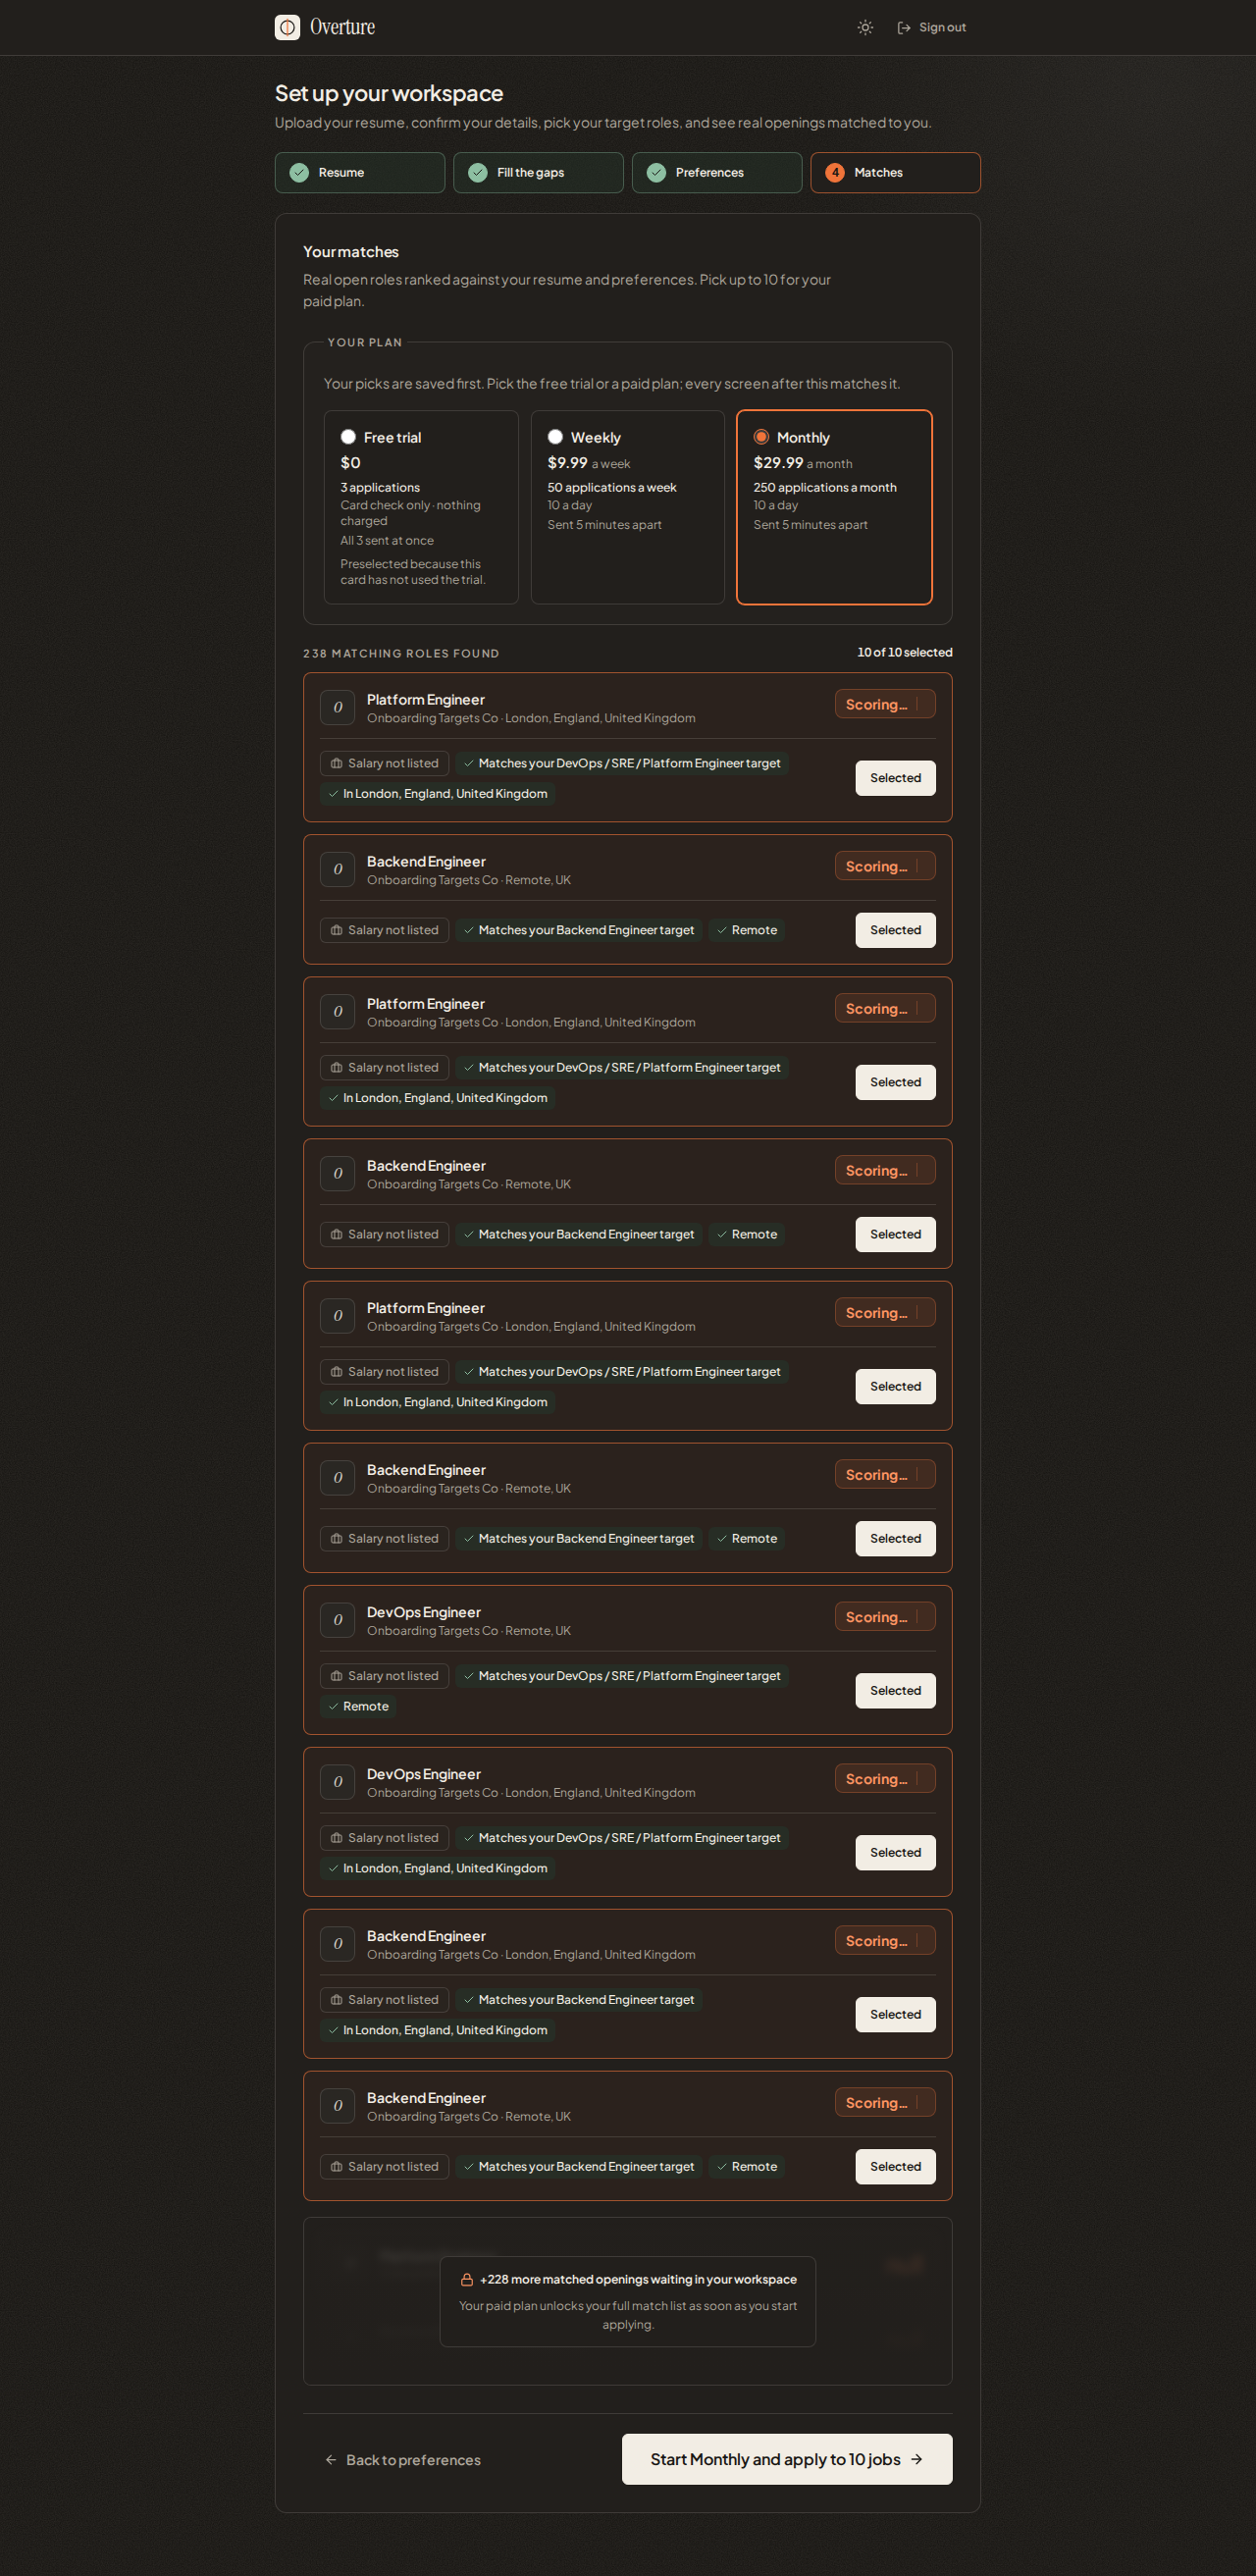 Overture
Sign out
Set up your workspace
Upload your resume, confirm your details, pick your target roles, and see real openings matched to you.
Resume
Fill the gaps
Preferences
4
Matches
Your matches
Real open roles ranked against your resume and preferences. Pick up to 10 for your
paid plan.
YOUR PLAN
Your picks are saved first. Pick the free trial or a paid plan; every screen after this matches it.
Free trial
$0
3 applications
Card check only · nothing
charged
All 3 sent at once
Preselected because this
card has not used the trial.
Weekly
$9.99 a week
50 applications a week
10 a day
Sent 5 minutes apart
Monthly
$29.99 a month
250 applications a month
10 a day
Sent 5 minutes apart
238 MATCHING ROLES FOUND
10 of 10 selected
O
Platform Engineer
Scoring…
Onboarding Targets Co · London, England, United Kingdom
Salary not listed
Matches your DevOps / SRE / Platform Engineer target
Selected
In London, England, United Kingdom
O
Backend Engineer
Scoring…
Onboarding Targets Co · Remote, UK
Salary not listed
Matches your Backend Engineer target
Remote
Selected
O
Platform Engineer
Scoring…
Onboarding Targets Co · London, England, United Kingdom
Salary not listed
Matches your DevOps / SRE / Platform Engineer target
Selected
In London, England, United Kingdom
O
Backend Engineer
Scoring…
Onboarding Targets Co · Remote, UK
Salary not listed
Matches your Backend Engineer target
Remote
Selected
O
Platform Engineer
Scoring…
Onboarding Targets Co · London, England, United Kingdom
Salary not listed
Matches your DevOps / SRE / Platform Engineer target
Selected
In London, England, United Kingdom
O
Backend Engineer
Scoring…
Onboarding Targets Co · Remote, UK
Salary not listed
Matches your Backend Engineer target
Remote
Selected
O
DevOps Engineer
Scoring…
Onboarding Targets Co · Remote, UK
Salary not listed
Matches your DevOps / SRE / Platform Engineer target
Selected
Remote
O
DevOps Engineer
Scoring…
Onboarding Targets Co · London, England, United Kingdom
Salary not listed
Matches your DevOps / SRE / Platform Engineer target
Selected
In London, England, United Kingdom
O
Backend Engineer
Scoring…
Onboarding Targets Co · London, England, United Kingdom
Salary not listed
Matches your Backend Engineer target
Selected
In London, England, United Kingdom
O
Backend Engineer
Scoring…
Onboarding Targets Co · Remote, UK
Salary not listed
Matches your Backend Engineer target
Remote
Selected
+228 more matched openings waiting in your workspace
Your paid plan unlocks your full match list as soon as you start
applying.
Back to preferences
Start Monthly and apply to 10 jobs